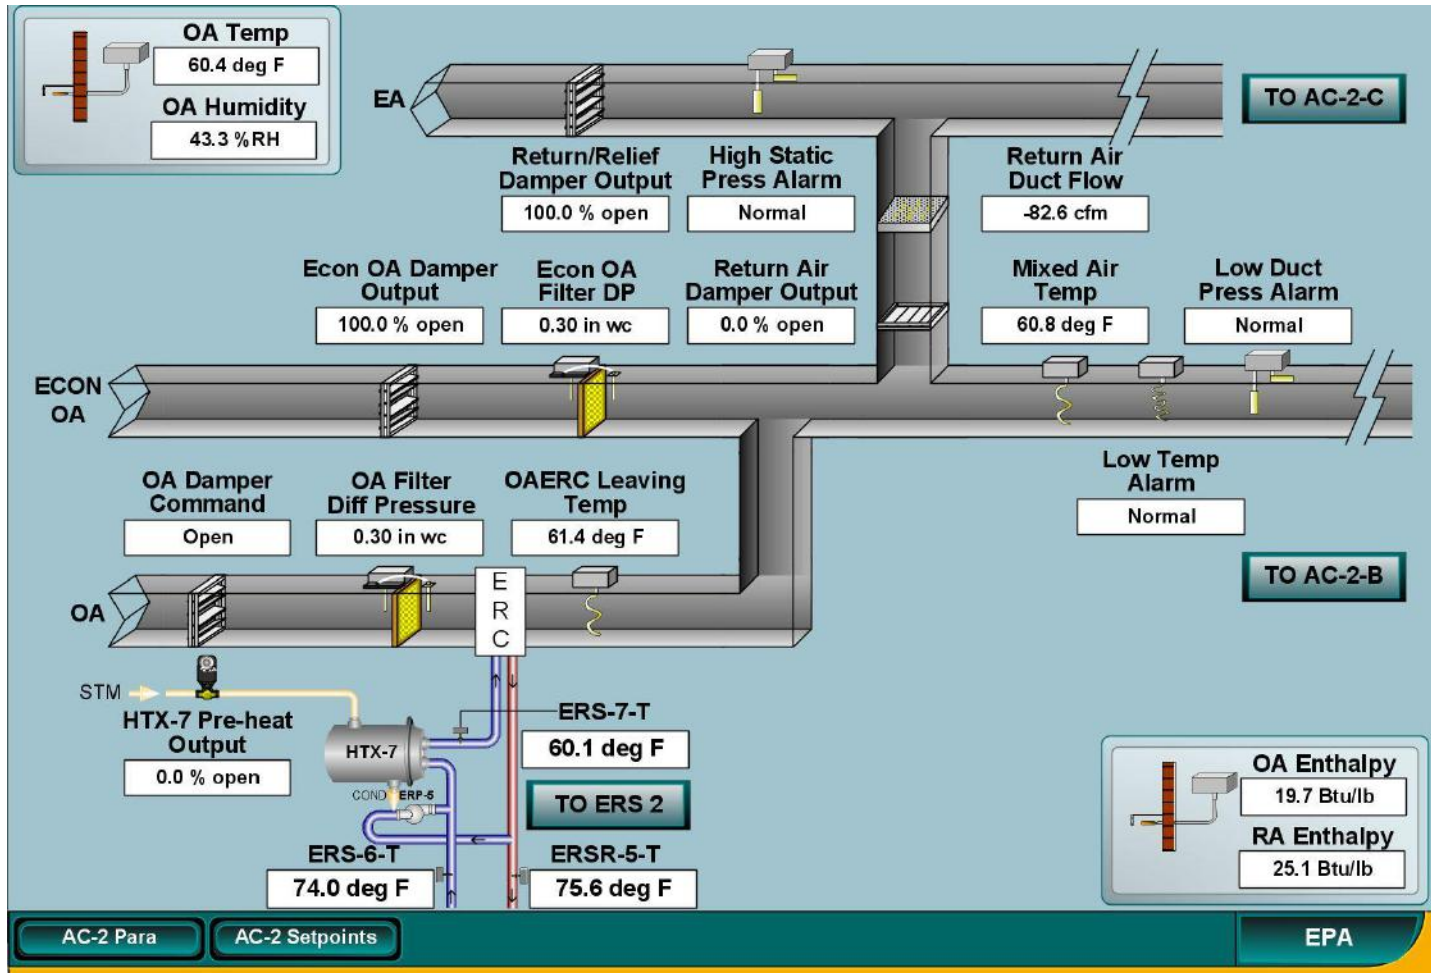 OA Temp
60.4 deg F
OA Humidity
43.3 %RH
EA
TO AC-2-C
Return/Relief
Damper Output
100.0 % open
High Static
Press Alarm
Normal
Return Air
Duct Flow
-82.6 cfm
Econ OA Damper
Output
100.0 % open
Econ OA
Filter DP
0.30 in wc
Return Air
Damper Output
0.0 % open
Mixed Air
Temp
60.8 deg F
Low Duct
Press Alarm
Normal
ECON
OA
OA Damper
Command
Open
OA Filter
Diff Pressure
0.30 in wc
OAERC Leaving
Temp
61.4 deg F
Low Temp
Alarm
Normal
TO AC-2-B
OA
E
R
C
STM
HTX-7 Pre-heat
Output
0.0 % open
HTX-7
COND
ERP-5
ERS-7-T
60.1 deg F
TO ERS 2
ERS-6-T
74.0 deg F
ERSR-5-T
75.6 deg F
OA Enthalpy
19.7 Btu/lb
RA Enthalpy
25.1 Btu/lb
AC-2 Para
AC-2 Setpoints
EPA